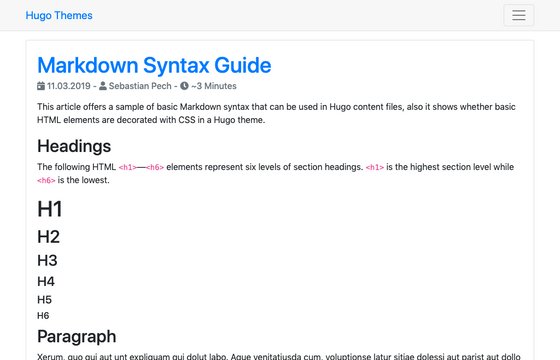 Hugo Themes
Markdown Syntax Guide
11.03.2019 - Sebastian Pech - ~3 Minutes
This article offers a sample of basic Markdown syntax that can be used in Hugo content files, also it shows whether basic
HTML elements are decorated with CSS in a Hugo theme.
Headings
The following HTML <h1>—<h6> elements represent six levels of section headings. <h1> is the highest section level while
<h6> is the lowest.
H1
H2
H3
H4
H5
H6
Paragraph
Xerum, quo qui aut unt expliquam qui dolut labo. Aque venitatiusda cum, voluptionse latur sitiae dolessi aut parist aut dollo